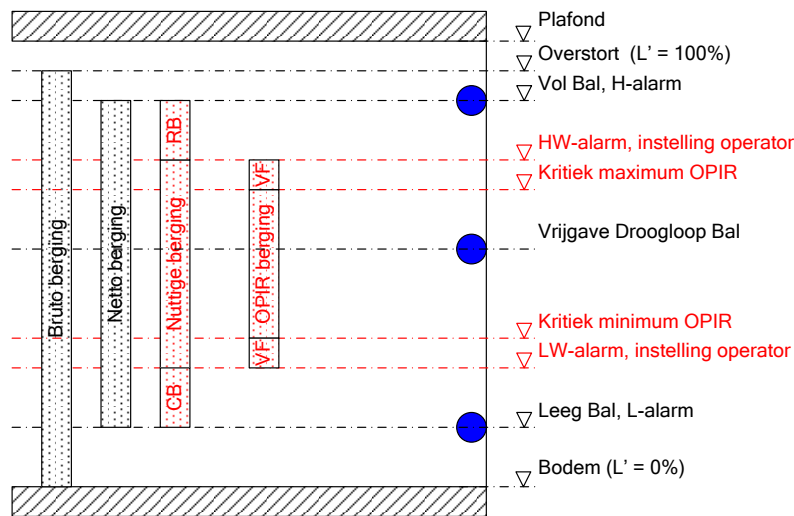 Plafond
Overstort (L' = 100%)
Vol Bal, H-alarm
HW-alarm, instelling operator
Kritiek maximum OPIR
Vrijgave Droogloop Bal
Kritiek minimum OPIR
LW-alarm, instelling operator
Leeg Bal, L-alarm
Bodem (L' = 0%)
Bruto berging
Netto berging
RB
Nuttige berging
CB
VF
OPIR berging
VF